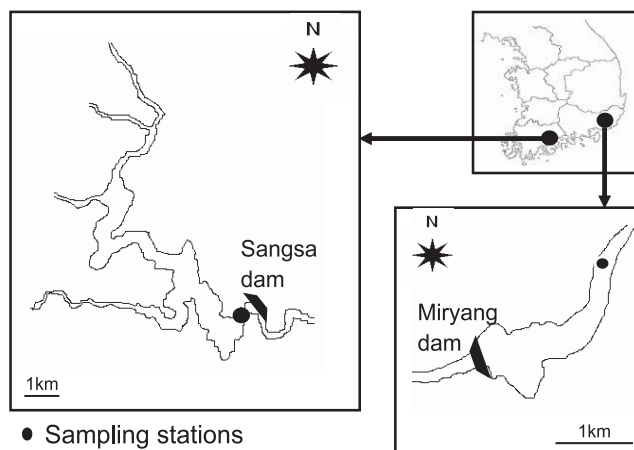 N
Sangsa
dam
1km
N
Miryang
dam
1km
● Sampling stations